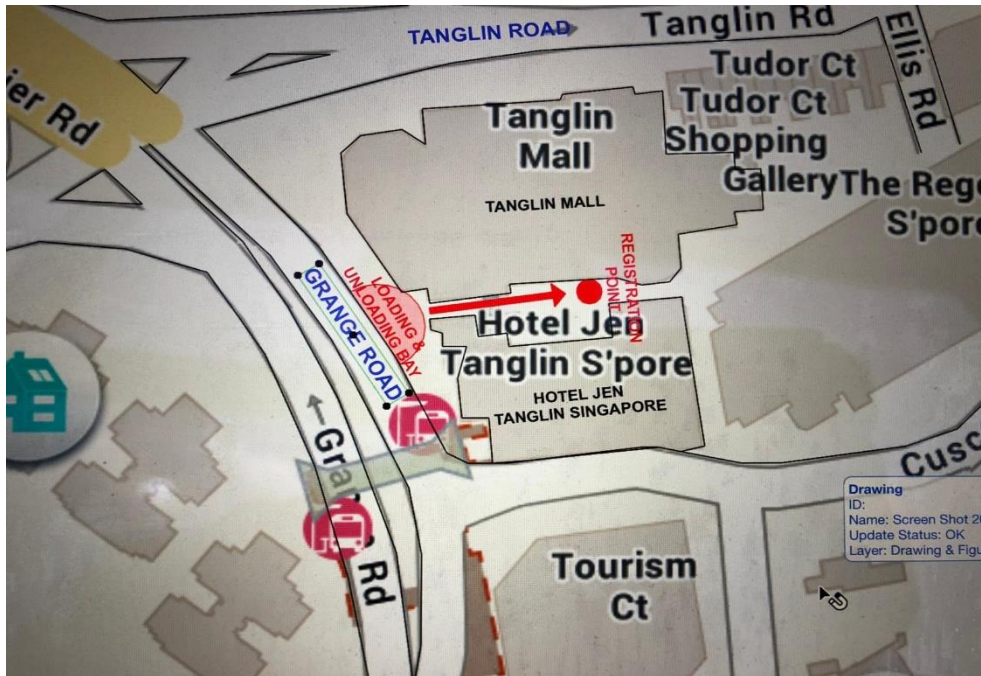 TANGLIN ROAD
Tanglin Rd
Ellis Rd
ier Rd
Tudor Ct
Tudor Ct
Shopping
Gallery
The Rege
S'pore
Tanglin
Mall
TANGLIN MALL
GRANGE ROAD
LOADING &
UNLOADING BAY
REGISTRATION
POINT
Hotel Jen
Tanglin S'pore
HOTEL JEN
TANGLIN SINGAPORE
Rd
Cusc
Tourism
Ct
Drawing
ID:
Name: Screen Shot 20
Update Status: OK
Layer: Drawing & Figu